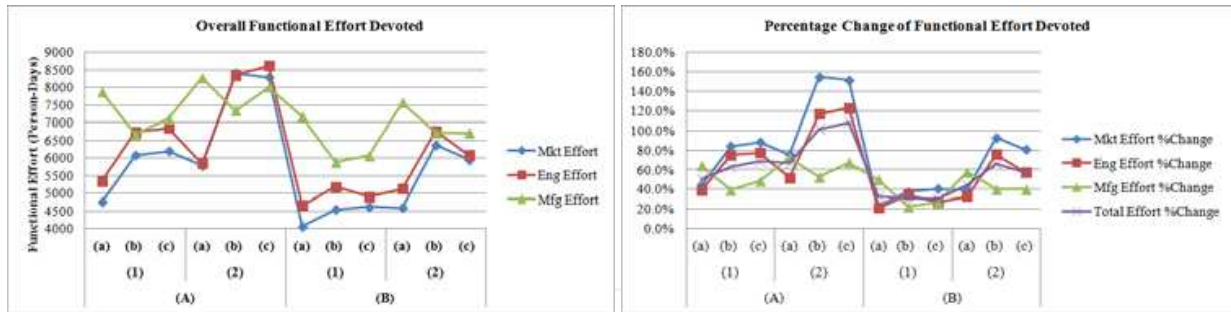 Overall Functional Effort Devoted
Functional Effort (Person-Days)
9000
8500
8000
7500
7000
6500
6000
5500
5000
4500
4000
(a) (b) (c) (a) (b) (c) (a) (b) (c) (a) (b) (c)
(1) (2) (1) (2)
(A) (B)
Mkt Effort
Eng Effort
Mfg Effort
Percentage Change of Functional Effort Devoted
180.0%
160.0%
140.0%
120.0%
100.0%
80.0%
60.0%
40.0%
20.0%
0.0%
(a) (b) (c) (a) (b) (c) (a) (b) (c) (a) (b) (c)
(1) (2) (1) (2)
(A) (B)
Mkt Effort %Change
Eng Effort %Change
Mfg Effort %Change
Total Effort %Change